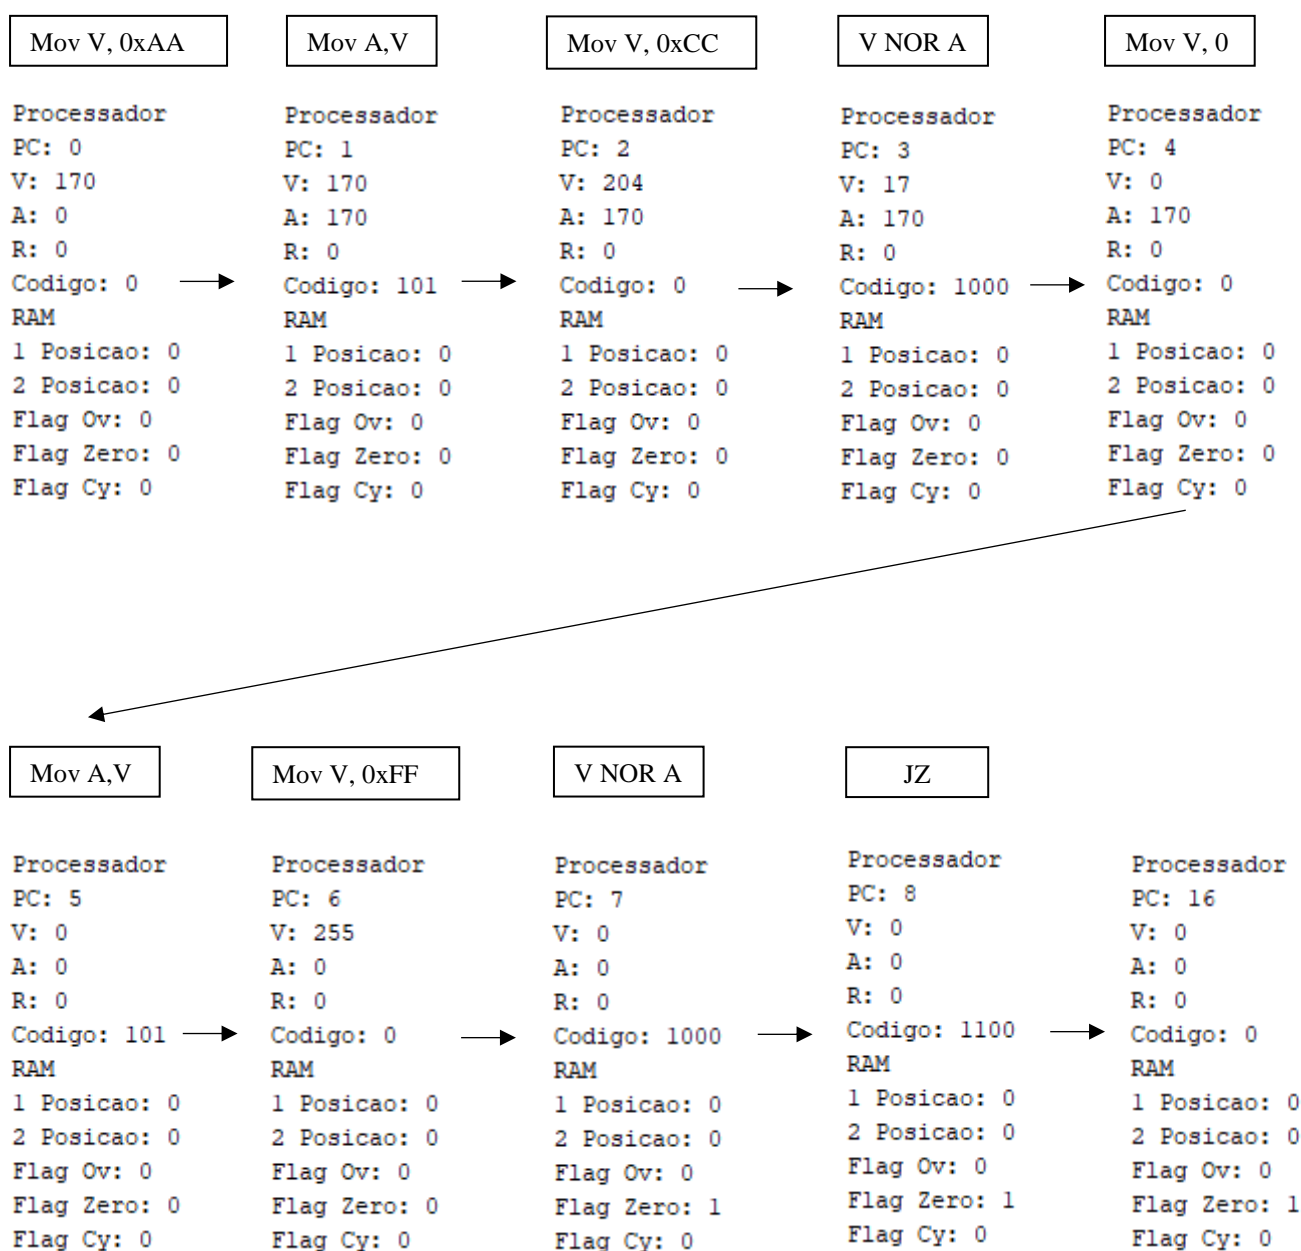 Mov V, 0xAA
Mov A,V
Mov V, 0xCC
V NOR A
Mov V, 0
Processador
PC: 0
V: 170
A: 0
R: 0
Codigo: 0
RAM
1 Posicao: 0
2 Posicao: 0
Flag Ov: 0
Flag Zero: 0
Flag Cy: 0
Processador
PC: 1
V: 170
A: 170
R: 0
Codigo: 101
RAM
1 Posicao: 0
2 Posicao: 0
Flag Ov: 0
Flag Zero: 0
Flag Cy: 0
Processador
PC: 2
V: 204
A: 170
R: 0
Codigo: 0
RAM
1 Posicao: 0
2 Posicao: 0
Flag Ov: 0
Flag Zero: 0
Flag Cy: 0
Processador
PC: 3
V: 17
A: 170
R: 0
Codigo: 1000
RAM
1 Posicao: 0
2 Posicao: 0
Flag Ov: 0
Flag Zero: 0
Flag Cy: 0
Processador
PC: 4
V: 0
A: 170
R: 0
Codigo: 0
RAM
1 Posicao: 0
2 Posicao: 0
Flag Ov: 0
Flag Zero: 0
Flag Cy: 0
Mov A,V
Mov V, 0xFF
V NOR A
JZ
Processador
PC: 5
V: 0
A: 0
R: 0
Codigo: 101
RAM
1 Posicao: 0
2 Posicao: 0
Flag Ov: 0
Flag Zero: 0
Flag Cy: 0
Processador
PC: 6
V: 255
A: 0
R: 0
Codigo: 0
RAM
1 Posicao: 0
2 Posicao: 0
Flag Ov: 0
Flag Zero: 0
Flag Cy: 0
Processador
PC: 7
V: 0
A: 0
R: 0
Codigo: 1000
RAM
1 Posicao: 0
2 Posicao: 0
Flag Ov: 0
Flag Zero: 1
Flag Cy: 0
Processador
PC: 8
V: 0
A: 0
R: 0
Codigo: 1100
RAM
1 Posicao: 0
2 Posicao: 0
Flag Ov: 0
Flag Zero: 1
Flag Cy: 0
Processador
PC: 16
V: 0
A: 0
R: 0
Codigo: 0
RAM
1 Posicao: 0
2 Posicao: 0
Flag Ov: 0
Flag Zero: 1
Flag Cy: 0